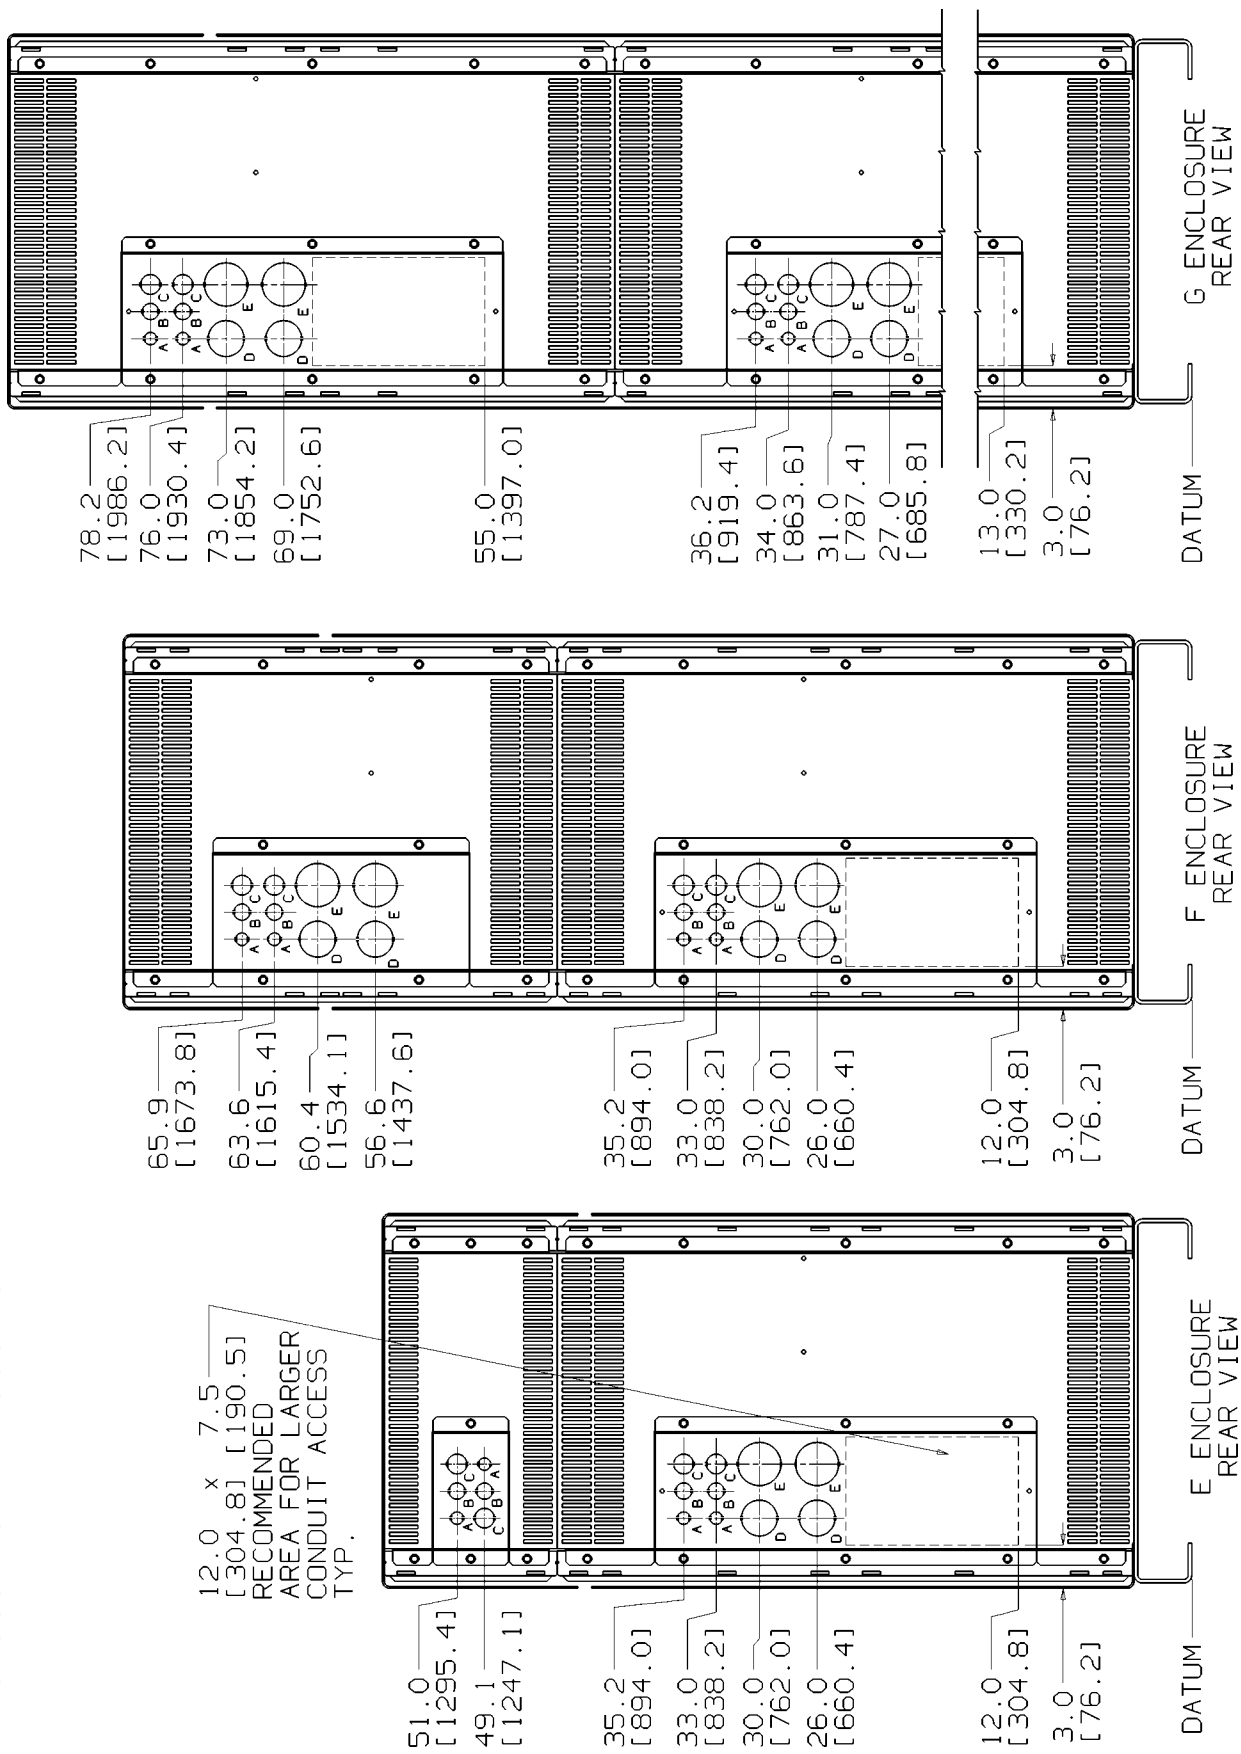 12.0 x 7.5
[304.8] [190.5]
RECOMMENDED
AREA FOR LARGER
CONDUIT ACCESS
TYP.
51.0
[1295.4]
49.1
[1247.1]
35.2
[894.0]
33.0
[838.2]
30.0
[762.0]
26.0
[660.4]
12.0
[304.8]
3.0
[76.2]
DATUM
A B C
C B A
A B C
A B C
D E
D E
E ENCLOSURE
REAR VIEW
65.9
[1673.8]
63.6
[1615.4]
60.4
[1534.1]
56.6
[1437.6]
35.2
[894.0]
33.0
[838.2]
30.0
[762.0]
26.0
[660.4]
12.0
[304.8]
3.0
[76.2]
DATUM
A B C
A B C
D E
D E
A B C
A B C
D E
D E
F ENCLOSURE
REAR VIEW
78.2
[1986.2]
76.0
[1930.4]
73.0
[1854.2]
69.0
[1752.6]
55.0
[1397.0]
36.2
[919.4]
34.0
[863.6]
31.0
[787.4]
27.0
[685.8]
13.0
[330.2]
3.0
[76.2]
DATUM
A B C
A B C
D E
D E
A B C
A B C
D E
D E
G ENCLOSURE
REAR VIEW